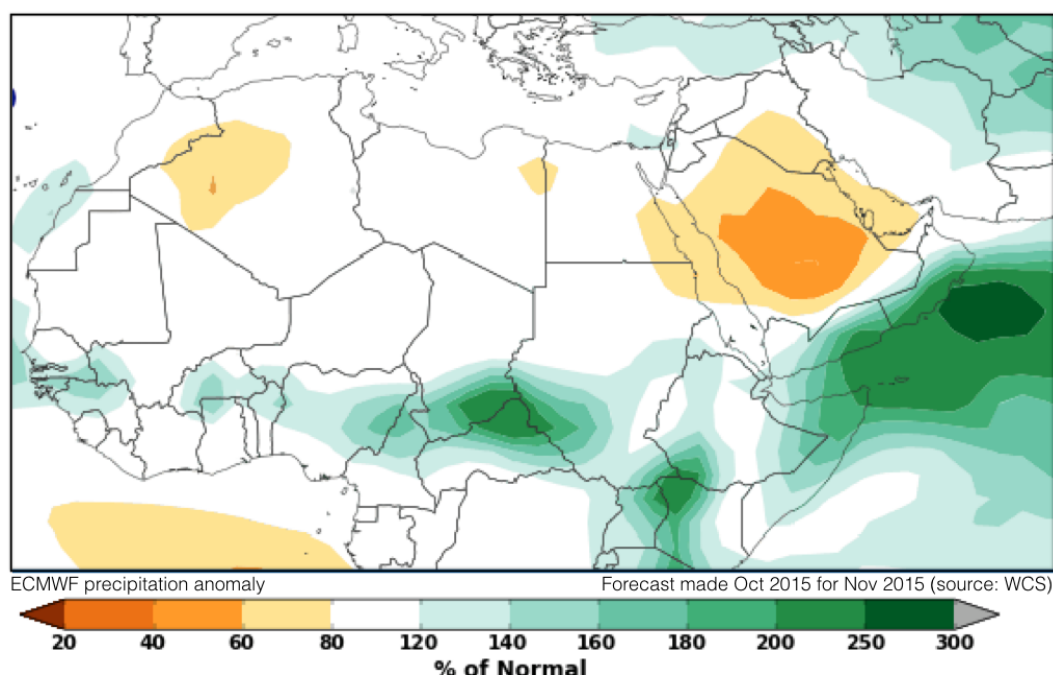 ECMWF precipitation anomaly
Forecast made Oct 2015 for Nov 2015 (source: WCS)
20 40 60 80 120 140 160 180 200 250 300
% of Normal